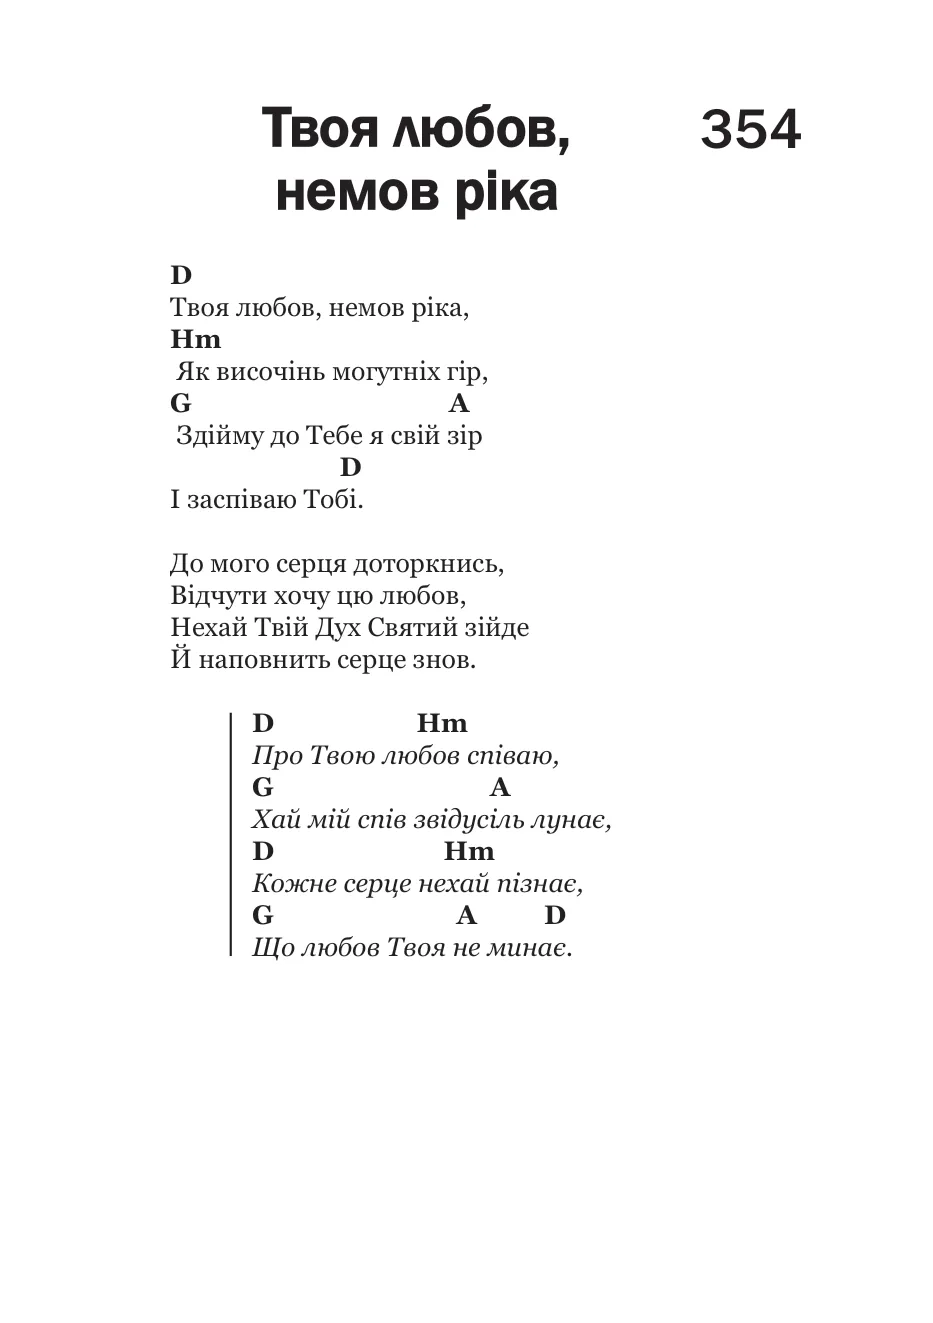 Твоя любов,
немов ріка
354
D
Твоя любов, немов ріка,
Hm
Як височінь могутніх гір,
G A
Здійму до Тебе я свій зір
D
І заспіваю Тобі.
До мого серця доторкнись,
Відчути хочу цю любов,
Нехай Твій Дух Святий зійде
Й наповнить серце знов.
D Hm
Про Твою любов співаю,
G A
Хай мій спів звідусіль лунає,
D Hm
Кожне серце нехай пізнає,
G A D
Що любов Твоя не минає.